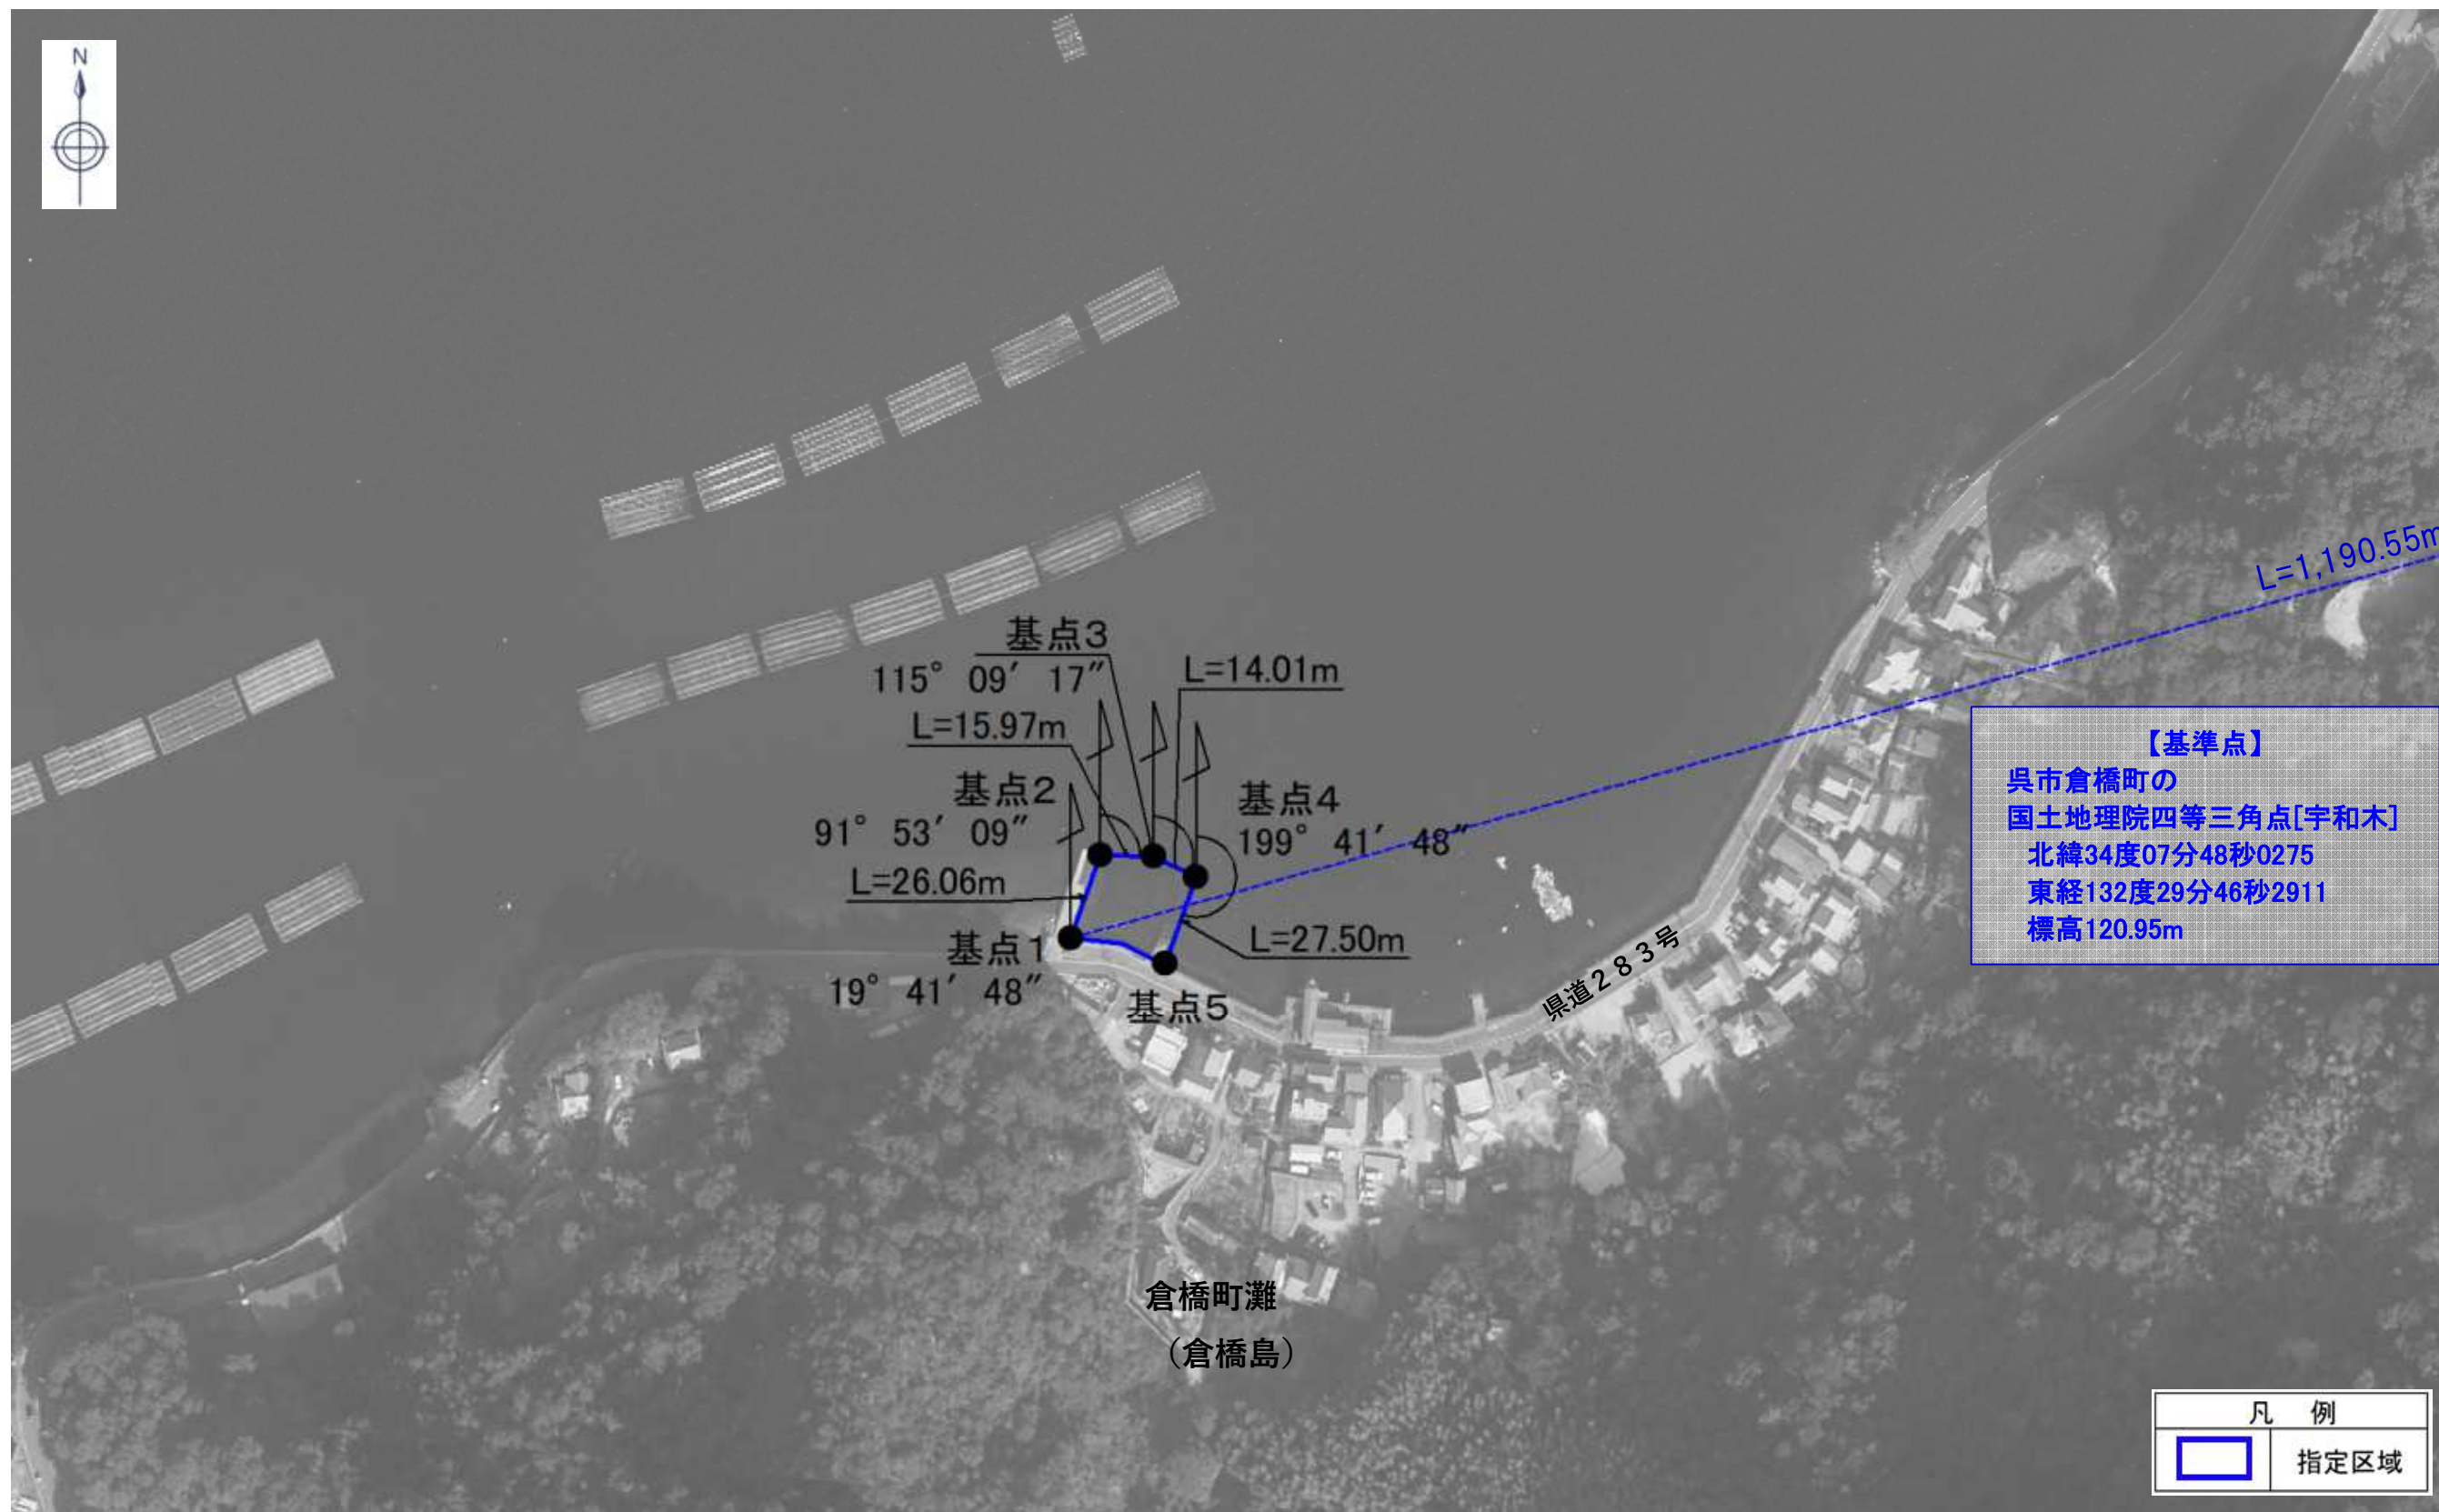 N
L=1,190.55m
基点3
115° 09′ 17″
L=14.01m
L=15.97m
基点2
91° 53′ 09″
基点4
199° 41′ 48″
L=26.06m
基点1
19° 41′ 48″
L=27.50m
基点5
県道２８３号
【基準点】
呉市倉橋町の
国土地理院四等三角点[宇和木]
北緯34度07分48秒0275
東経132度29分46秒2911
標高120.95m
倉橋町灘
（倉橋島）
凡 例
指定区域